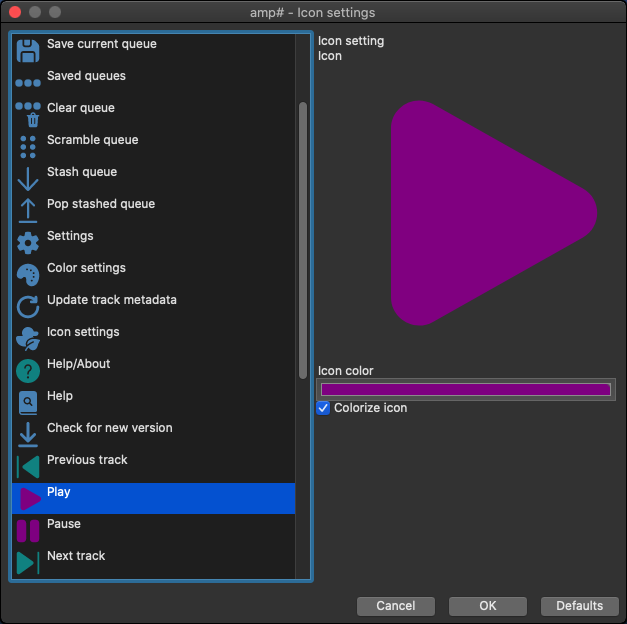 amp# - Icon settings
Save current queue
Saved queues
Clear queue
Scramble queue
Stash queue
Pop stashed queue
Settings
Color settings
Update track metadata
Icon settings
Help/About
Help
Check for new version
Previous track
Play
Pause
Next track
Icon setting
Icon
Icon color
Colorize icon
Cancel
OK
Defaults